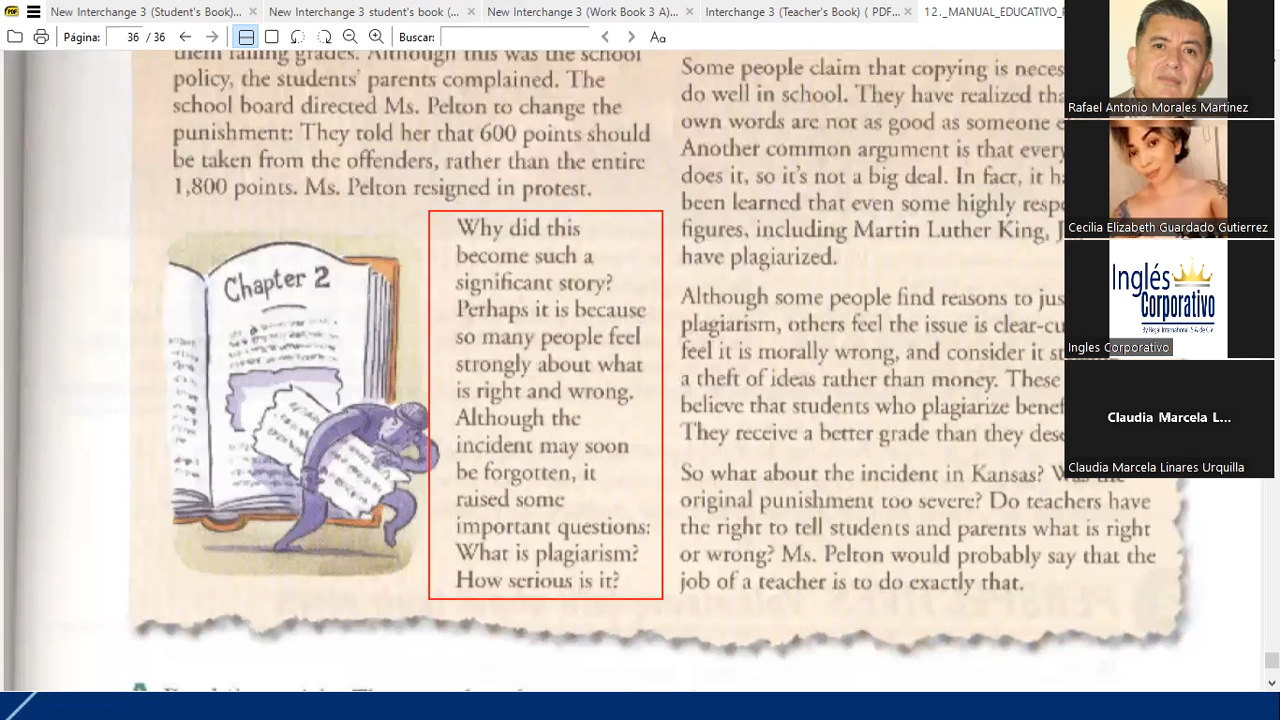 New Interchange 3 (Student's Book)...
New Interchange 3 student's book (...
New Interchange 3 (Work Book 3 A)...
Interchange 3 (Teacher's Book) ( PDF...
12._MANUAL_EDUCATIVO_
Página: 36 / 36
Buscar:
them failing grades. Although this was the school
policy, the students' parents complained. The
school board directed Ms. Pelton to change the
punishment: They told her that 600 points should
be taken from the offenders, rather than the entire
1,800 points. Ms. Pelton resigned in protest.
Chapter 2
Why did this
become such a
significant story?
Perhaps it is because
so many people feel
strongly about what
is right and wrong.
Although the
incident may soon
be forgotten, it
raised some
important questions:
What is plagiarism?
How serious is it?
Some people claim that copying is neces
do well in school. They have realized tha
own words are not as good as someone e
Another common argument is that every
does it, so it's not a big deal. In fact, it ha
been learned that even some highly respe
figures, including Martin Luther King, J
have plagiarized.
Although some people find reasons to jus
plagiarism, others feel the issue is clear-cu
feel it is morally wrong, and consider it st
a theft of ideas rather than money. These
believe that students who plagiarize benef
They receive a better grade than they dese
So what about the incident in Kansas? Was the
original punishment too severe? Do teachers have
the right to tell students and parents what is right
or wrong? Ms. Pelton would probably say that the
job of a teacher is to do exactly that.
Rafael Antonio Morales Martinez
Cecilia Elizabeth Guardado Gutierrez
Inglés
Corporativo
Ingles Corporativo
Claudia Marcela L...
Claudia Marcela Linares Urquilla